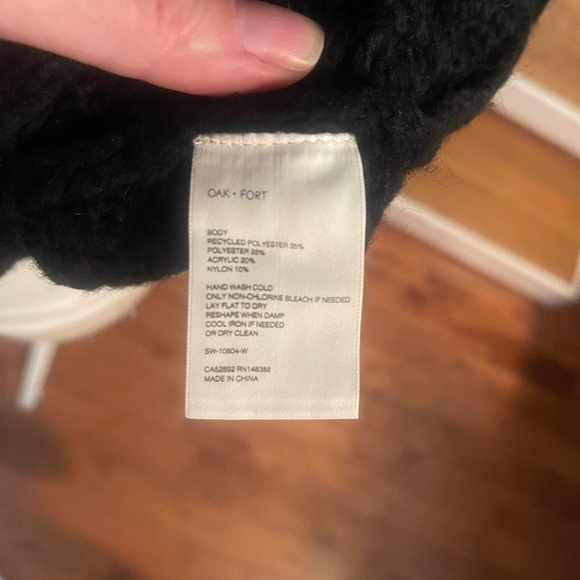 OAK + FORT
BODY
RECYCLED POLYESTER 35%
POLYESTER 35%
ACRYLIC 20%
NYLON 10%
HAND WASH COLD
ONLY NON-CHLORINE BLEACH IF NEEDED
LAY FLAT TO DRY
RESHAPE WHEN DAMP
COOL IRON IF NEEDED
OR DRY CLEAN
SW-10804-W
CA52892 RN148388
MADE IN CHINA